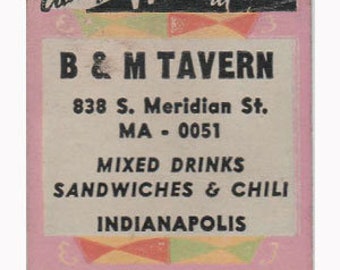 B & M TAVERN
838 S. Meridian St.
MA - 0051
MIXED DRINKS
SANDWICHES & CHILI
INDIANAPOLIS